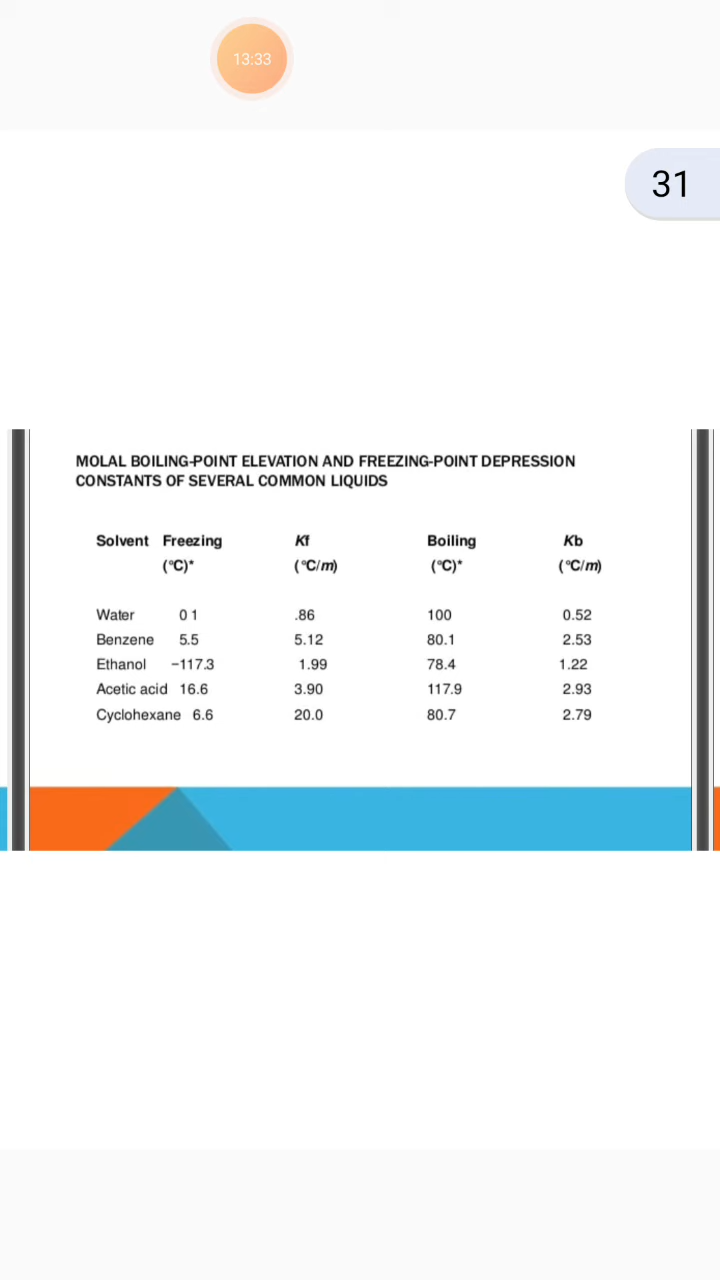 13:33
31
MOLAL BOILING-POINT ELEVATION AND FREEZING-POINT DEPRESSION
CONSTANTS OF SEVERAL COMMON LIQUIDS
Solvent Freezing Kf Boiling Kb
(°C)* (°C/m) (°C)* (°C/m)
Water 0 1 .86 100 0.52
Benzene 5.5 5.12 80.1 2.53
Ethanol −117.3 1.99 78.4 1.22
Acetic acid 16.6 3.90 117.9 2.93
Cyclohexane 6.6 20.0 80.7 2.79